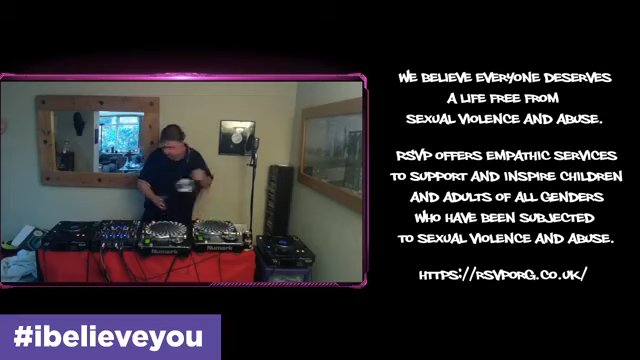 WE BELIEVE EVERYONE DESERVES
A LIFE FREE FROM
SEXUAL VIOLENCE AND ABUSE.
RSVP OFFERS EMPATHIC SERVICES
TO SUPPORT AND INSPIRE CHILDREN
AND ADULTS OF ALL GENDERS
WHO HAVE BEEN SUBJECTED
TO SEXUAL VIOLENCE AND ABUSE.
HTTPS://RSVPORG.CO.UK/
Numark
Numark
#ibelieveyou